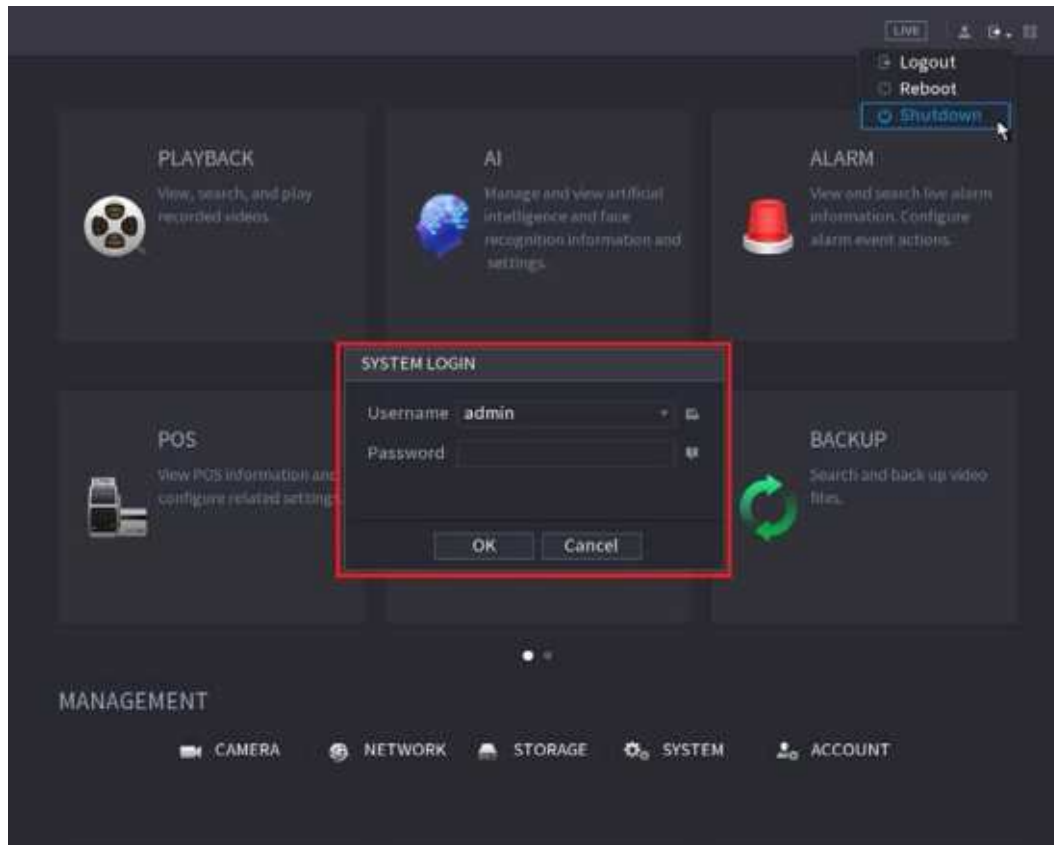 LIVE
Logout
Reboot
Shutdown
PLAYBACK
View, search, and play
recorded videos.
AI
Manage and view artificial
intelligence and face
recognition information and
settings.
ALARM
View and search live alarm
information. Configure
alarm event actions.
SYSTEM LOGIN
Username admin
Password
OK Cancel
POS
View POS information and
configure related settings
BACKUP
Search and back up video
files.
MANAGEMENT
CAMERA NETWORK STORAGE SYSTEM ACCOUNT